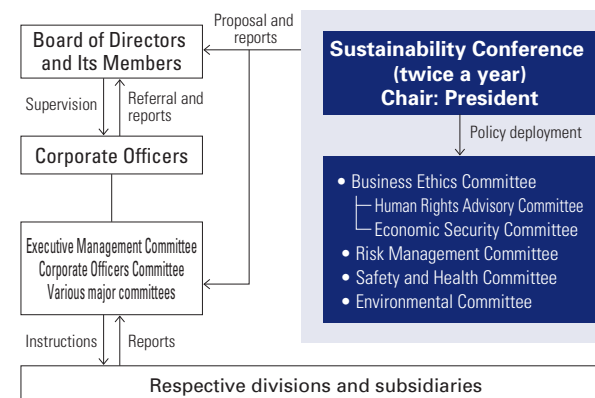 Proposal and
reports
Board of Directors
and Its Members
Sustainability Conference
(twice a year)
Chair: President
Supervision
Referral and
reports
Policy deployment
Corporate Officers
• Business Ethics Committee
Human Rights Advisory Committee
Economic Security Committee
• Risk Management Committee
• Safety and Health Committee
• Environmental Committee
Executive Management Committee
Corporate Officers Committee
Various major committees
Instructions
Reports
Respective divisions and subsidiaries